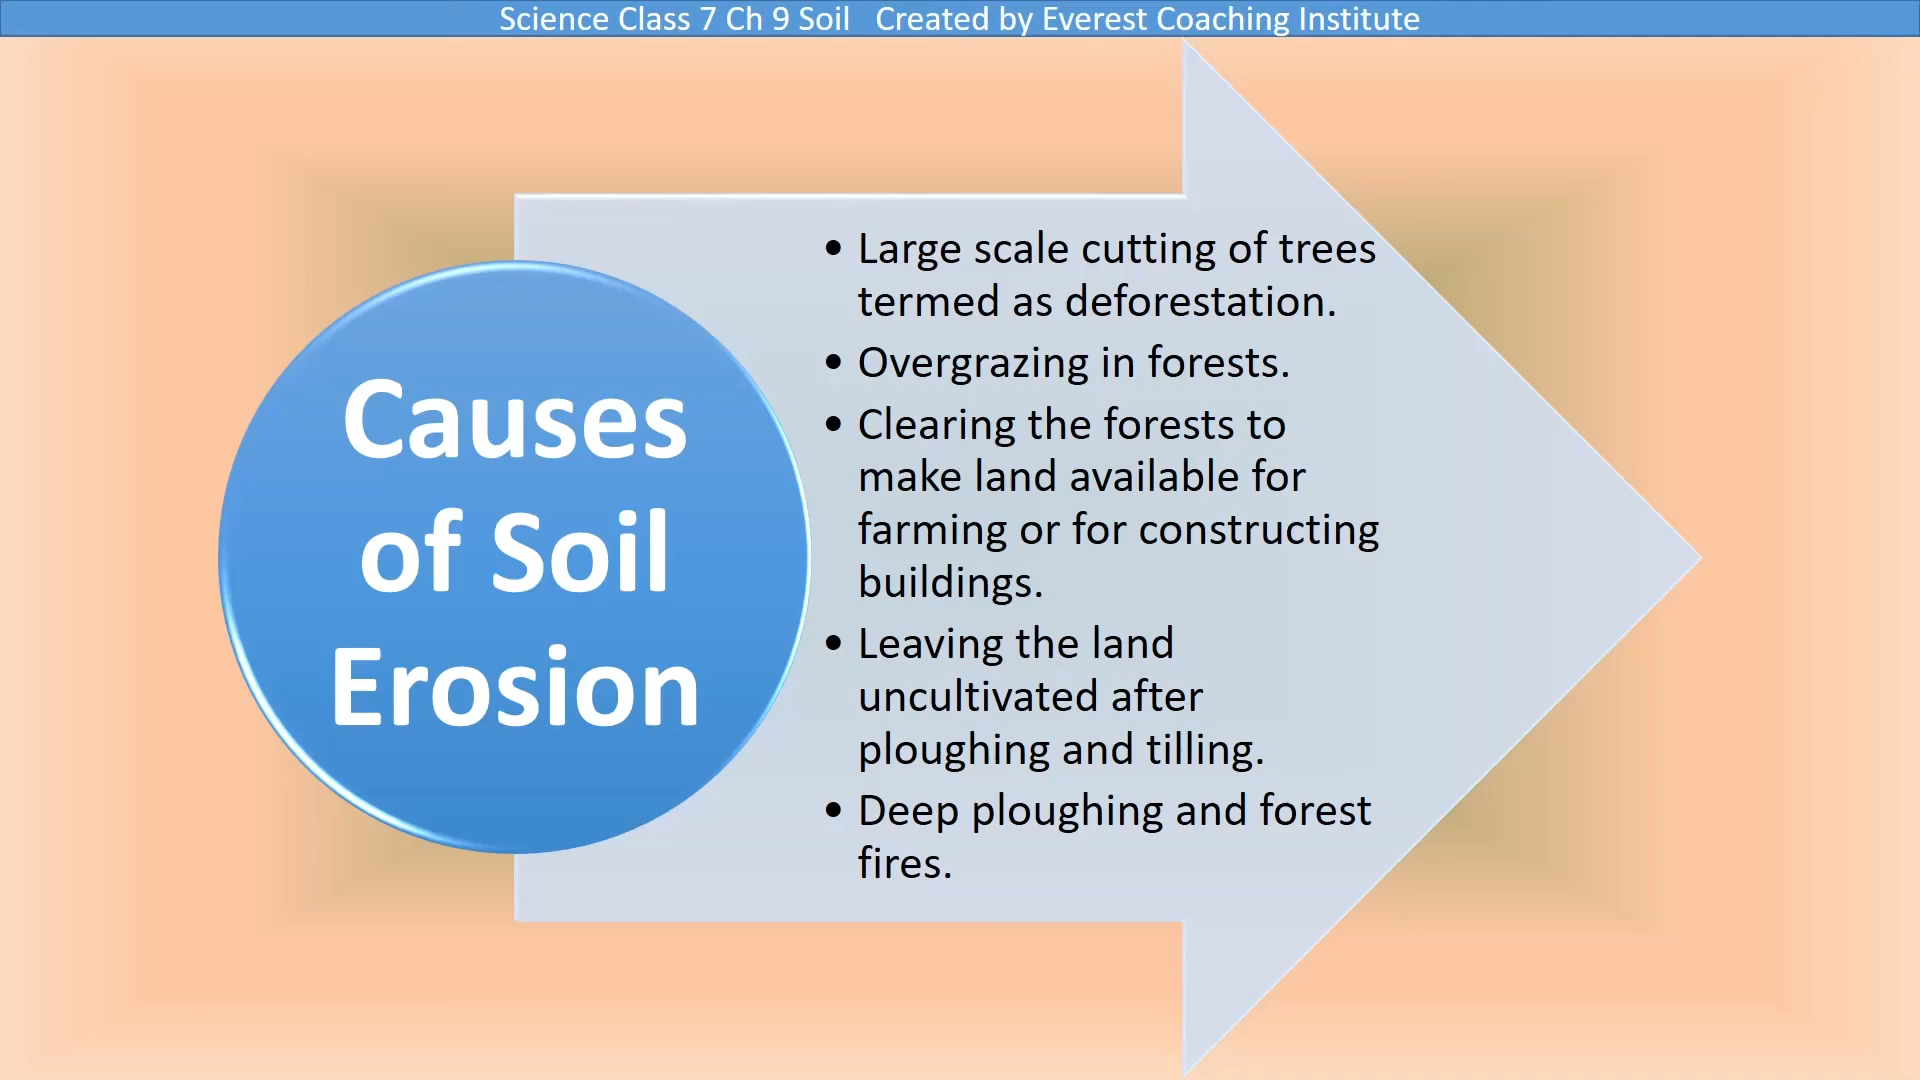 Science Class 7 Ch 9 Soil   Created by Everest Coaching Institute
Causes
of Soil
Erosion
• Large scale cutting of trees
termed as deforestation.
• Overgrazing in forests.
• Clearing the forests to
make land available for
farming or for constructing
buildings.
• Leaving the land
uncultivated after
ploughing and tilling.
• Deep ploughing and forest
fires.